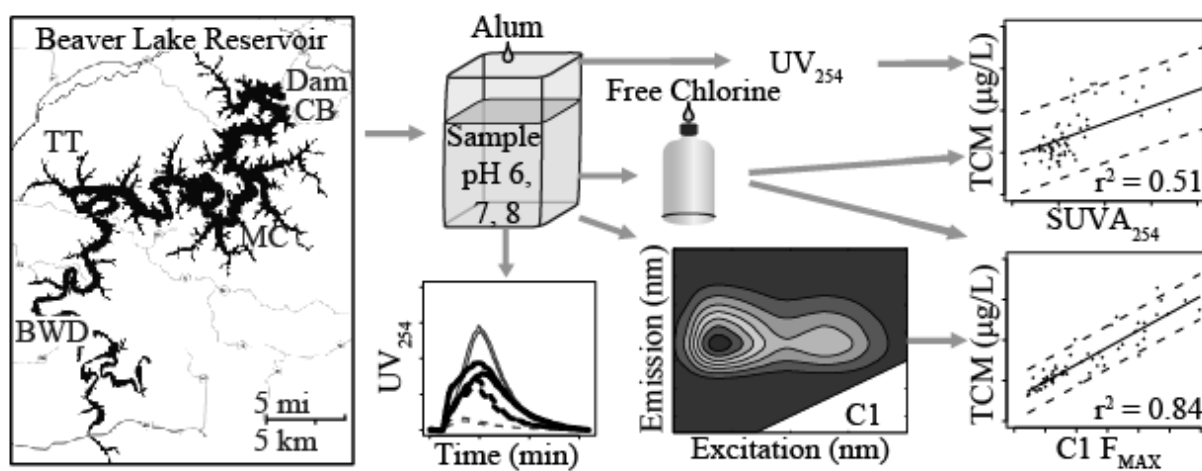 Beaver Lake Reservoir
Dam
CB
TT
MC
BWD
5 mi
5 km
Alum
Sample
pH 6,
7, 8
UV254
Free Chlorine
UV254
Time (min)
Emission (nm)
C1
Excitation (nm)
TCM (µg/L)
r² = 0.51
SUVA254
TCM (µg/L)
r² = 0.84
C1 FMAX